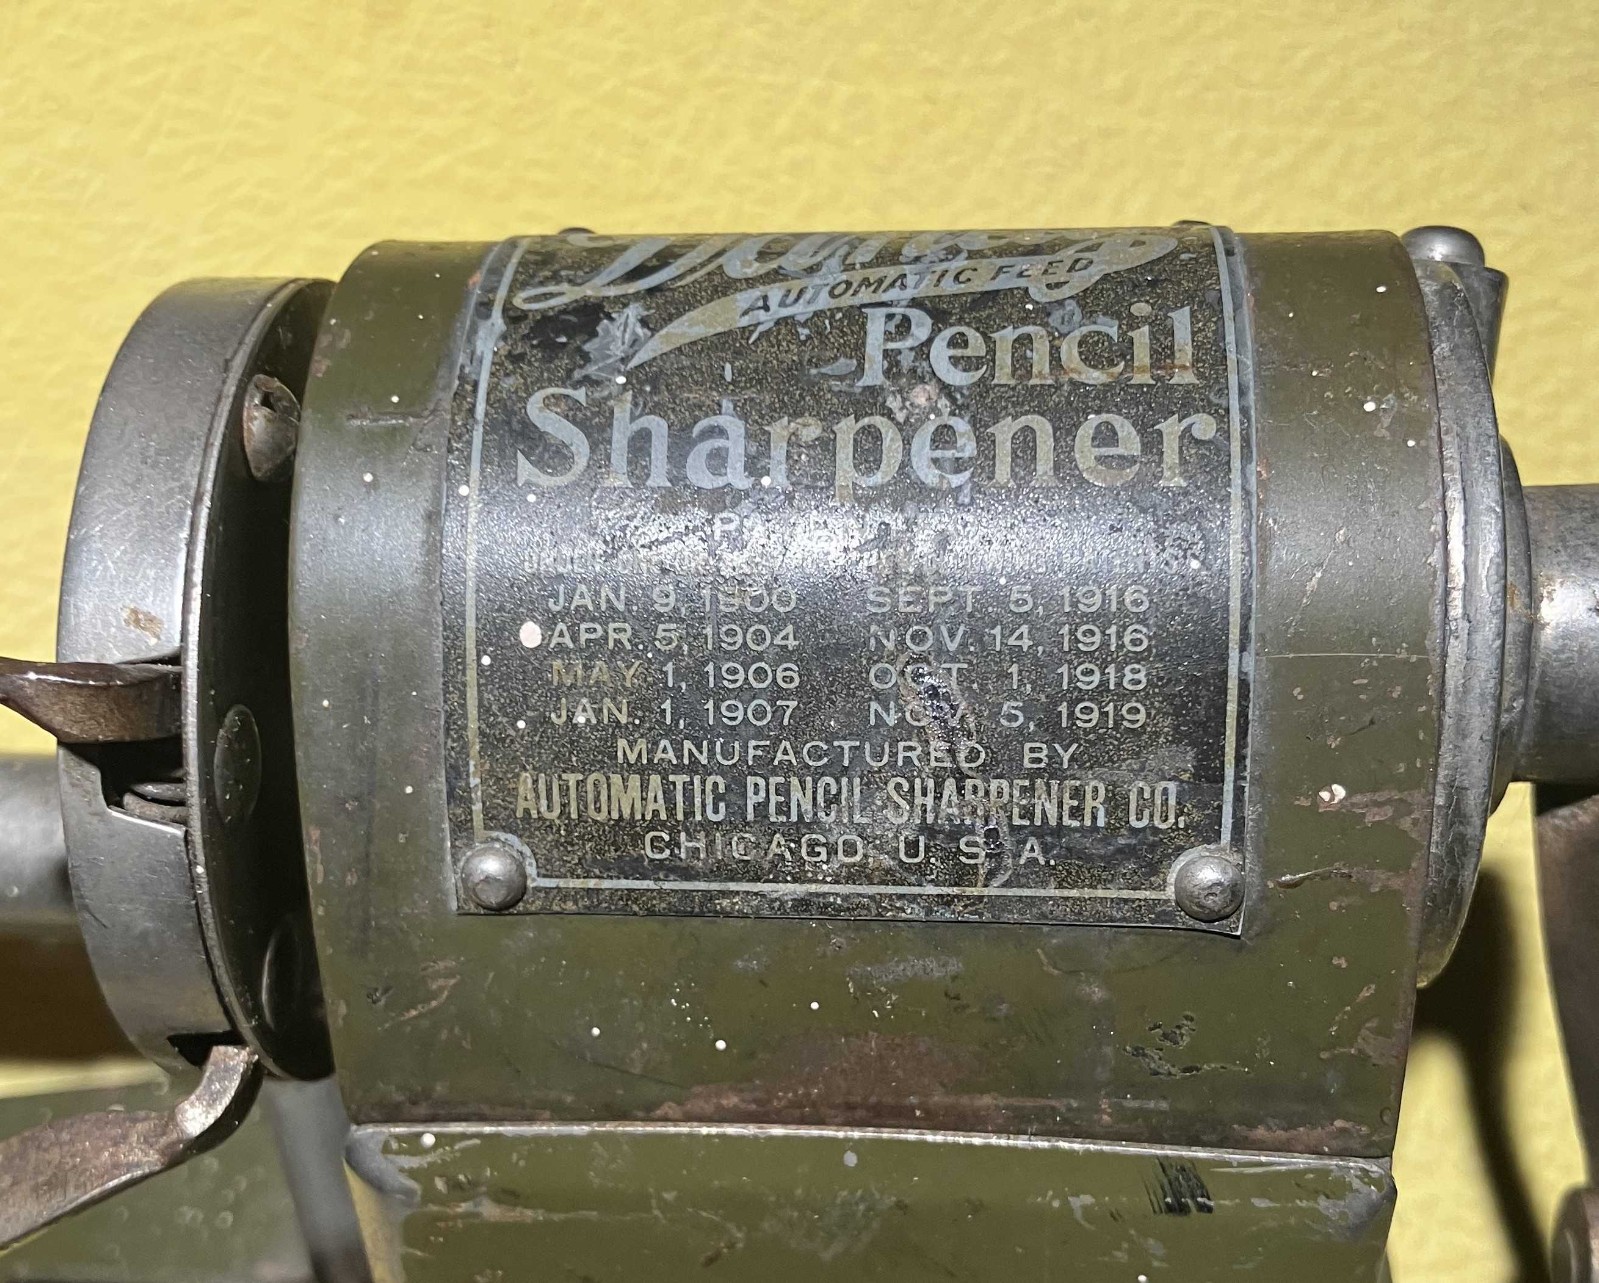 AUTOMATIC FEED
Pencil
Sharpener
JAN. 9, 1900 SEPT. 5, 1916
APR. 5, 1904 NOV. 14, 1916
MAY 1, 1906 OCT. 1, 1918
JAN. 1, 1907 NOV. 5, 1919
MANUFACTURED BY
AUTOMATIC PENCIL SHARPENER CO.
CHICAGO U. S. A.